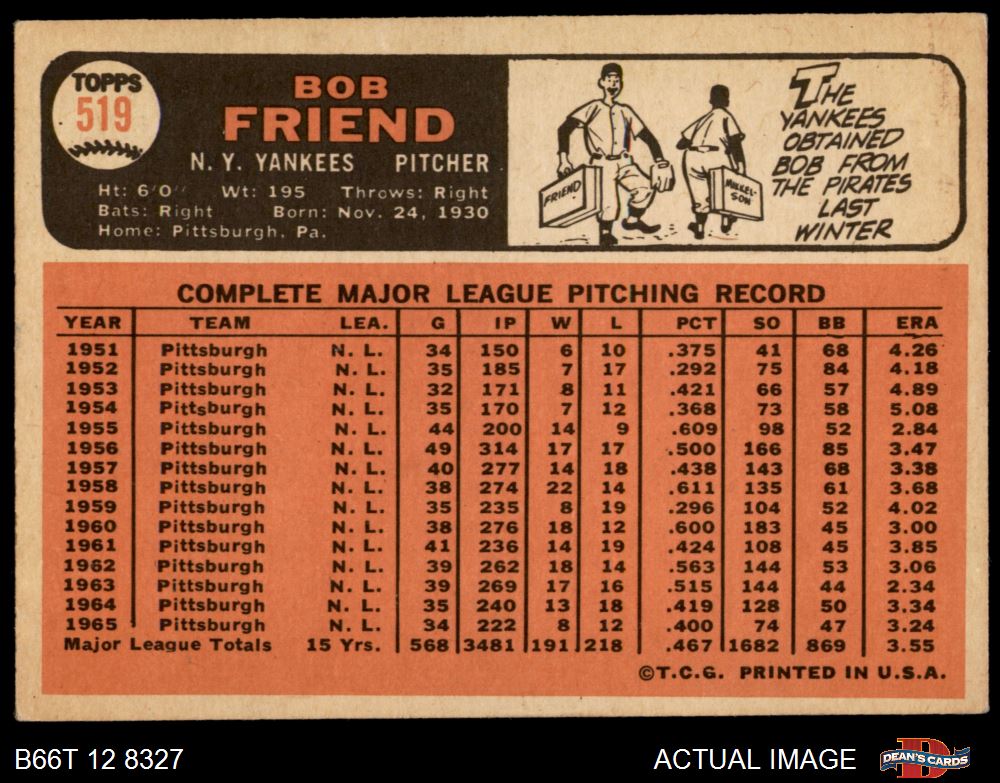 TOPPS
519
BOB
FRIEND
N. Y. YANKEES PITCHER
Ht: 6'0" Wt: 195 Throws: Right
Bats: Right Born: Nov. 24, 1930
Home: Pittsburgh, Pa.
FRIEND
MIKKEL-
SON
THE
YANKEES
OBTAINED
BOB FROM
THE PIRATES
LAST
WINTER
COMPLETE MAJOR LEAGUE PITCHING RECORD
YEAR TEAM LEA. G IP W L PCT SO BB ERA
1951 Pittsburgh N. L. 34 150 6 10 .375 41 68 4.26
1952 Pittsburgh N. L. 35 185 7 17 .292 75 84 4.18
1953 Pittsburgh N. L. 32 171 8 11 .421 66 57 4.89
1954 Pittsburgh N. L. 35 170 7 12 .368 73 58 5.08
1955 Pittsburgh N. L. 44 200 14 9 .609 98 52 2.84
1956 Pittsburgh N. L. 49 314 17 17 .500 166 85 3.47
1957 Pittsburgh N. L. 40 277 14 18 .438 143 68 3.38
1958 Pittsburgh N. L. 38 274 22 14 .611 135 61 3.68
1959 Pittsburgh N. L. 35 235 8 19 .296 104 52 4.02
1960 Pittsburgh N. L. 38 276 18 12 .600 183 45 3.00
1961 Pittsburgh N. L. 41 236 14 19 .424 108 45 3.85
1962 Pittsburgh N. L. 39 262 18 14 .563 144 53 3.06
1963 Pittsburgh N. L. 39 269 17 16 .515 144 44 2.34
1964 Pittsburgh N. L. 35 240 13 18 .419 128 50 3.34
1965 Pittsburgh N. L. 34 222 8 12 .400 74 47 3.24
Major League Totals 15 Yrs. 568 3481 191 218 .467 1682 869 3.55
©T.C.G. PRINTED IN U.S.A.
B66T 12 8327 ACTUAL IMAGE DEAN'S CARDS